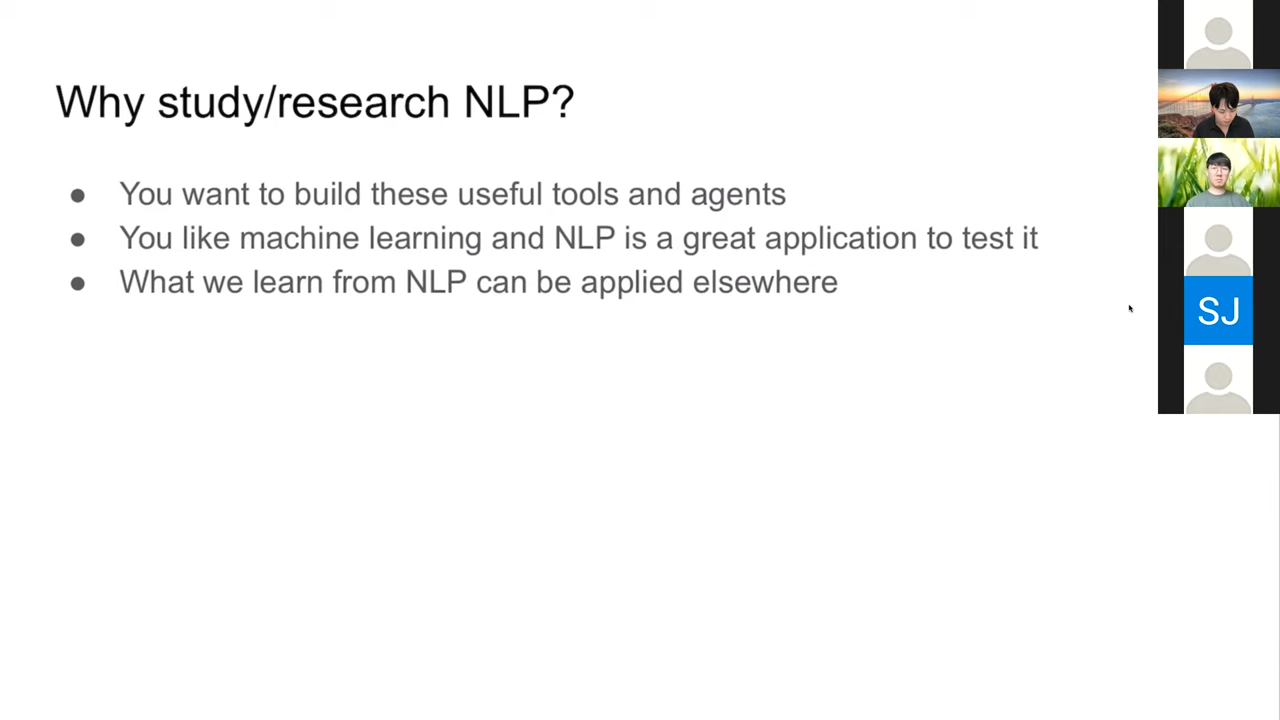 Why study/research NLP?
● You want to build these useful tools and agents
● You like machine learning and NLP is a great application to test it
● What we learn from NLP can be applied elsewhere
SJ